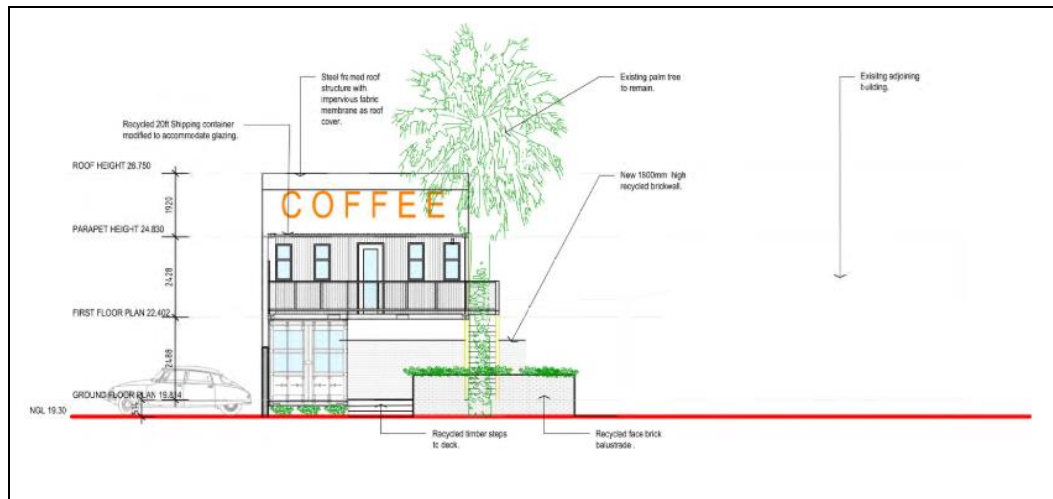 Steel framed roof
structure with
impervious fabric
membrane as roof
cover.
Existing palm tree
to remain.
Exisitng adjoining
building.
Recycled 20ft Shipping container
modified to accommodate glazing.
ROOF HEIGHT 26.750
New 1800mm high
recycled brickwall.
1920
COFFEE
PARAPET HEIGHT 24.830
2428
FIRST FLOOR PLAN 22.402
2488
GROUND FLOOR PLAN 19.814
NGL 19.30
Recycled timber steps
to deck.
Recycled face brick
balustrade .